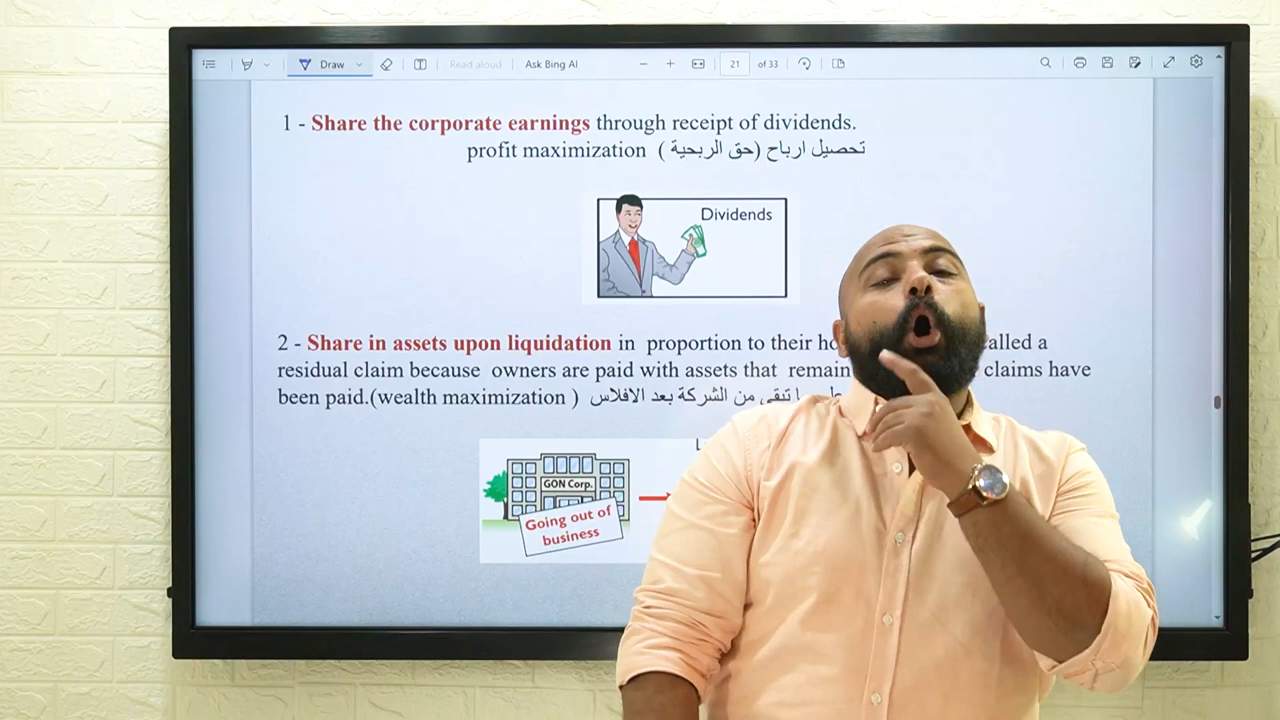 Draw
Read aloud
Ask Bing AI
21 of 33
1 - Share the corporate earnings through receipt of dividends.
profit maximization ( تحصيل ارباح (حق الربحية
Dividends
2 - Share in assets upon liquidation in proportion to their called a
residual claim because owners are paid with assets that remain claims have
been paid.(wealth maximization ) تبقى من الشركة بعد الافلاس
GON Corp.
Going out of
business